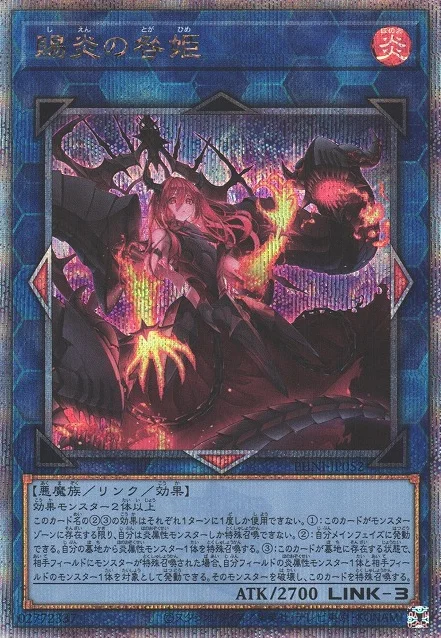 賜炎の咎姫
炎
【悪魔族／リンク／効果】
効果モンスター２体以上
このカード名の②③の効果はそれぞれ１ターンに１度しか使用できない。①：このカードがモンスター
ゾーンに存在する限り、自分は炎属性モンスターしか特殊召喚できない。②：自分メインフェイズに発動
できる。自分の墓地から炎属性モンスター１体を特殊召喚する。③：このカードが墓地に存在する状態で、
相手フィールドにモンスターが特殊召喚された場合、自分フィールドの炎属性モンスター１体と相手フィー
ルドのモンスター１体を対象として発動できる。そのモンスターを破壊し、このカードを特殊召喚する。
ATK/2700 LINK-3